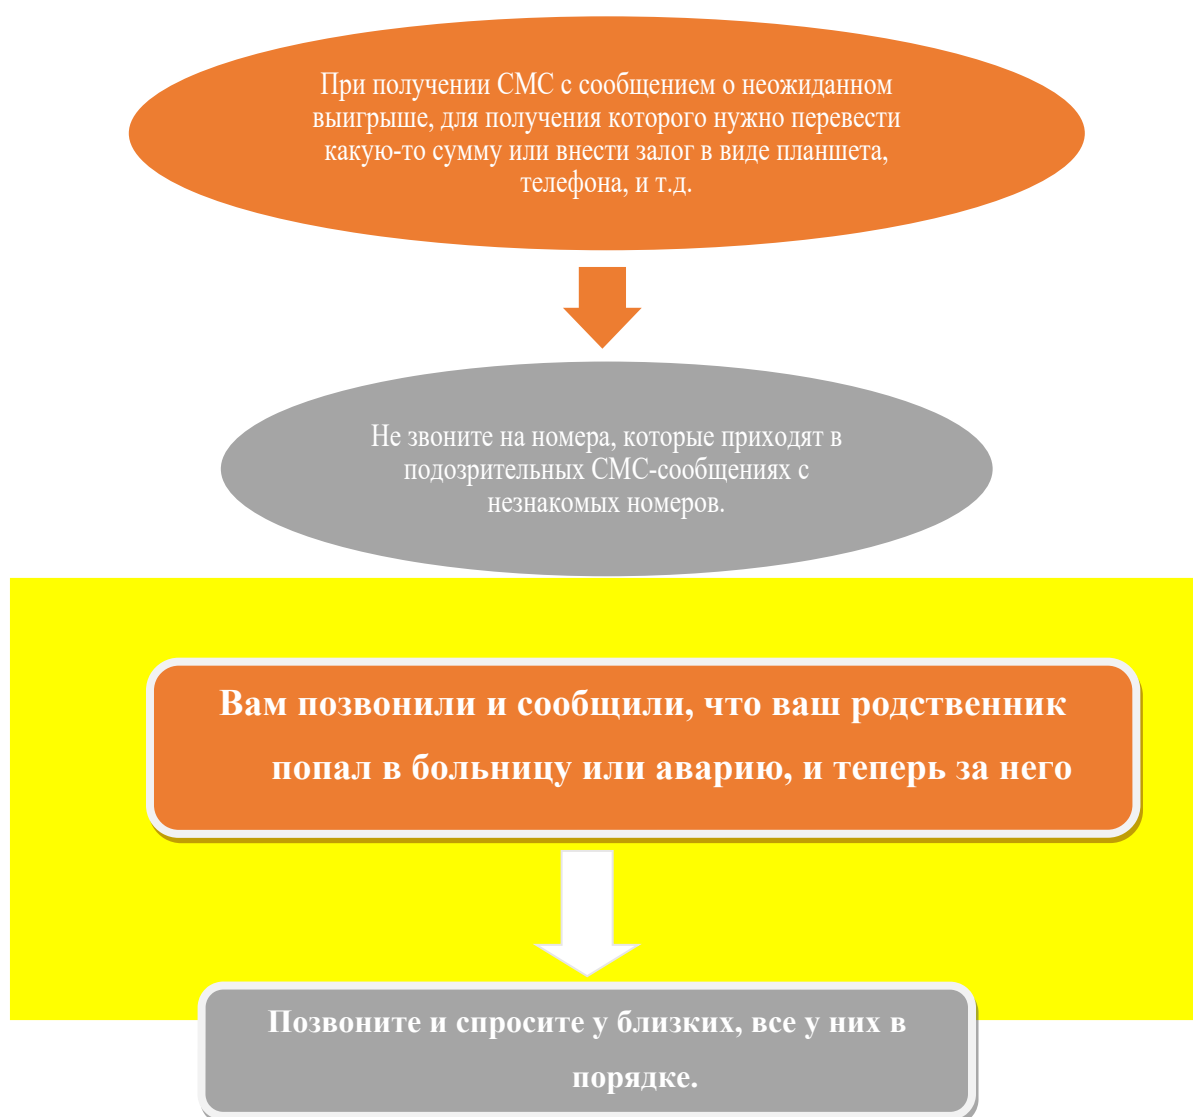 При получении СМС с сообщением о неожиданном
выигрыше, для получения которого нужно перевести
какую-то сумму или внести залог в виде планшета,
телефона, и т.д.
Не звоните на номера, которые приходят в
подозрительных СМС-сообщениях с
незнакомых номеров.
Вам позвонили и сообщили, что ваш родственник
попал в больницу или аварию, и теперь за него
Позвоните и спросите у близких, все у них в
порядке.